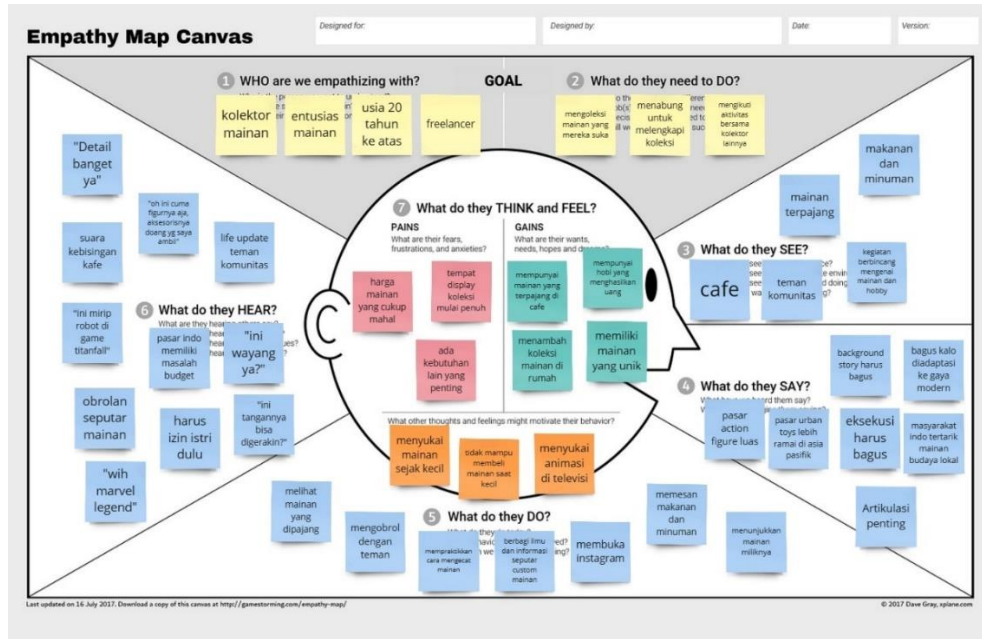 Designed for:
Designed by:
Date:
Version:
Empathy Map Canvas
1 WHO are we empathizing with?
GOAL
2 What do they need to DO?
kolektor
mainan
entusias
mainan
usia 20
tahun
ke atas
freelancer
mengoleksi
mainan yang
mereka suka
menabung
untuk
melengkapi
koleksi
mengikuti
aktivitas
bersama
kolektor
lainnya
makanan
dan
minuman
mainan
terpajang
3 What do they SEE?
cafe
teman
komunitas
kegiatan
berbincang
mengenai
mainan dan
hobby
4 What do they SAY?
background
story harus
bagus
bagus kalo
diadaptasi
ke gaya
modern
pasar
action
figure luas
pasar urban
toys lebih
ramai di asia
pasifik
eksekusi
harus
bagus
masyarakat
indo tertarik
mainan
budaya lokal
Artikulasi
penting
5 What do they DO?
melihat
mainan
yang
dipajang
mengobrol
dengan
teman
mempraktikkan
cara mengecat
mainan
berbagi ilmu
dan informasi
seputar
custom
mainan
membuka
instagram
memesan
makanan
dan
minuman
menunjukkan
mainan
miliknya
6 What do they HEAR?
What are they hearing others say?
"Detail
banget
ya"
"oh ini cuma
figurnya aja,
aksesorisnya
doang yg saya
ambil"
suara
kebisingan
kafe
life update
teman
komunitas
"ini mirip
robot di
game
titanfall"
pasar indo
memiliki
masalah
budget
"ini
wayang
ya?"
obrolan
seputar
mainan
harus
izin istri
dulu
"ini
tangannya
bisa
digerakin?"
"wih
marvel
legend"
7 What do they THINK and FEEL?
PAINS
What are their fears,
frustrations, and anxieties?
harga
mainan
yang cukup
mahal
tempat
display
koleksi
mulai penuh
ada
kebutuhan
lain yang
penting
GAINS
What are their wants,
needs, hopes and
mempunyai
mainan yang
terpajang di
cafe
mempunyai
hobi yang
menghasilkan
uang
menambah
koleksi
mainan di
rumah
memiliki
mainan
yang unik
What other thoughts and feelings might motivate their behavior?
menyukai
mainan
sejak kecil
tidak mampu
membeli
mainan saat
kecil
menyukai
animasi
di televisi
Last updated on 16 July 2017. Download a copy of this canvas at http://gamestorming.com/empathy-map/
© 2017 Dave Gray, xplane.com